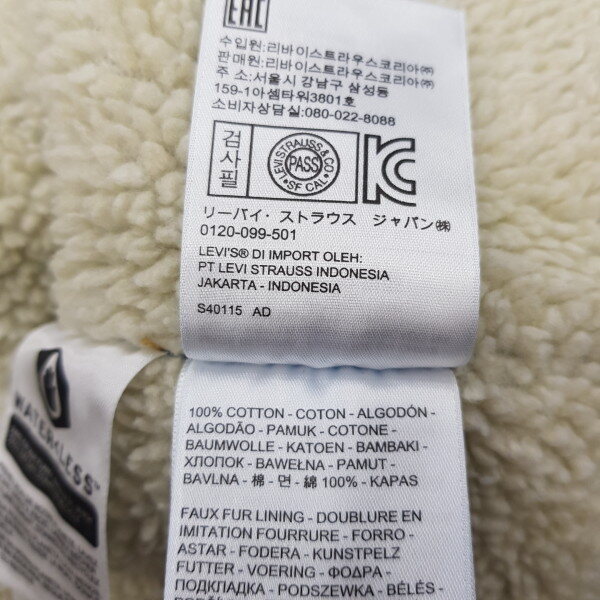 EAC
수입원:리바이스트라우스코리아㈜
판매원:리바이스트라우스코리아㈜
주 소:서울시 강남구 삼성동
159-1아셈타워3801호
소비자상담실:080-022-8088
검사필
LEVI STRAUSS & CO.
PASS
SF CAL.
リーバイ・ストラウス ジャパン㈱
0120-099-501
LEVI'S® DI IMPORT OLEH:
PT LEVI STRAUSS INDONESIA
JAKARTA - INDONESIA
S40115 AD
WATER<LESS™
100% COTTON - COTON - ALGODÓN -
ALGODÃO - PAMUK - COTONE -
BAUMWOLLE - KATOEN - BAMBAKI -
ХЛОПОК - BAWEŁNA - PAMUT -
BAVLNA - 棉 - 면 - 綿 100% - KAPAS
FAUX FUR LINING - DOUBLURE EN
IMITATION FOURRURE - FORRO -
ASTAR - FODERA - KUNSTPELZ
FUTTER - VOERING - ΦΟΔΡΑ -
ПОДКЛАДКА - PODSZEWKA - BÉLÉS -